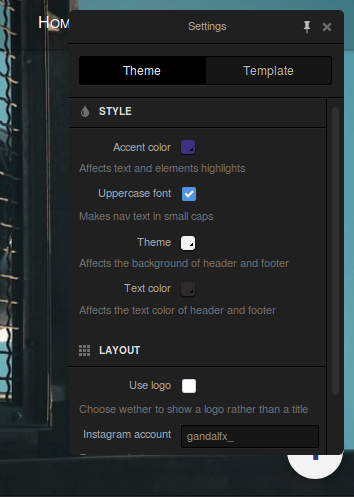 Home
Settings
Theme Template
STYLE
Accent color
Affects text and elements highlights
Uppercase font
Makes nav text in small caps
Theme
Affects the background of header and footer
Text color
Affects the text color of header and footer
LAYOUT
Use logo
Choose wether to show a logo rather than a title
Instagram account gandalfx_